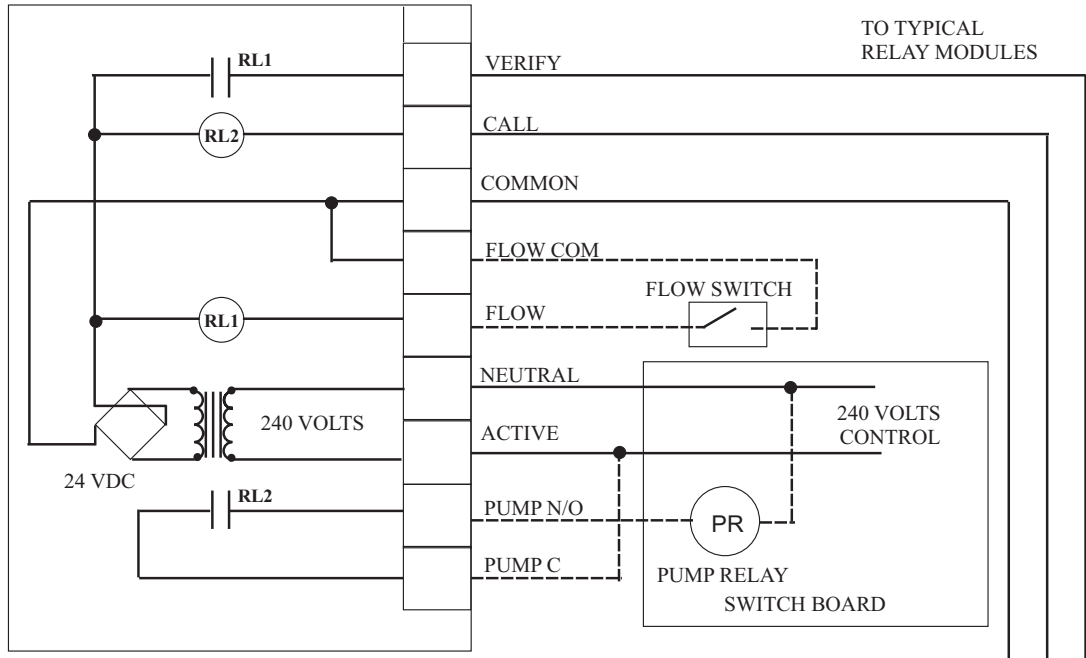 TO TYPICAL
RELAY MODULES
RL1
VERIFY
RL2
CALL
COMMON
FLOW COM
FLOW SWITCH
RL1
FLOW
NEUTRAL
240 VOLTS
240 VOLTS
CONTROL
ACTIVE
24 VDC
RL2
PUMP N/O
PR
PUMP C
PUMP RELAY
SWITCH BOARD